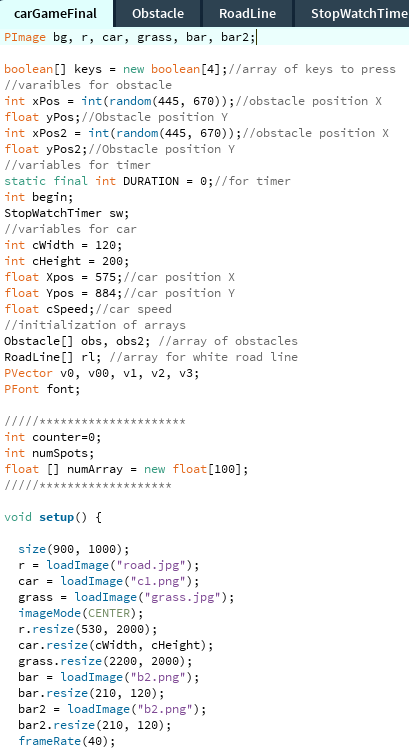 carGameFinal Obstacle RoadLine StopWatchTime
PImage bg, r, car, grass, bar, bar2;
boolean[] keys = new boolean[4];//array of keys to press
//varaibles for obstacle
int xPos = int(random(445, 670));//obstacle position X
float yPos;//Obstacle position Y
int xPos2 = int(random(445, 670));//obstacle position X
float yPos2;//Obstacle position Y
//variables for timer
static final int DURATION = 0;//for timer
int begin;
StopWatchTimer sw;
//variables for car
int cWidth = 120;
int cHeight = 200;
float Xpos = 575;//car position X
float Ypos = 884;//car position Y
float cSpeed;//car speed
//initialization of arrays
Obstacle[] obs, obs2; //array of obstacles
RoadLine[] rl; //array for white road line
PVector v0, v00, v1, v2, v3;
PFont font;
/////*********************
int counter=0;
int numSpots;
float [] numArray = new float[100];
/////*******************
void setup() {
size(900, 1000);
r = loadImage("road.jpg");
car = loadImage("c1.png");
grass = loadImage("grass.jpg");
imageMode(CENTER);
r.resize(530, 2000);
car.resize(cWidth, cHeight);
grass.resize(2200, 2000);
bar = loadImage("b2.png");
bar.resize(210, 120);
bar2 = loadImage("b2.png");
bar2.resize(210, 120);
frameRate(40);